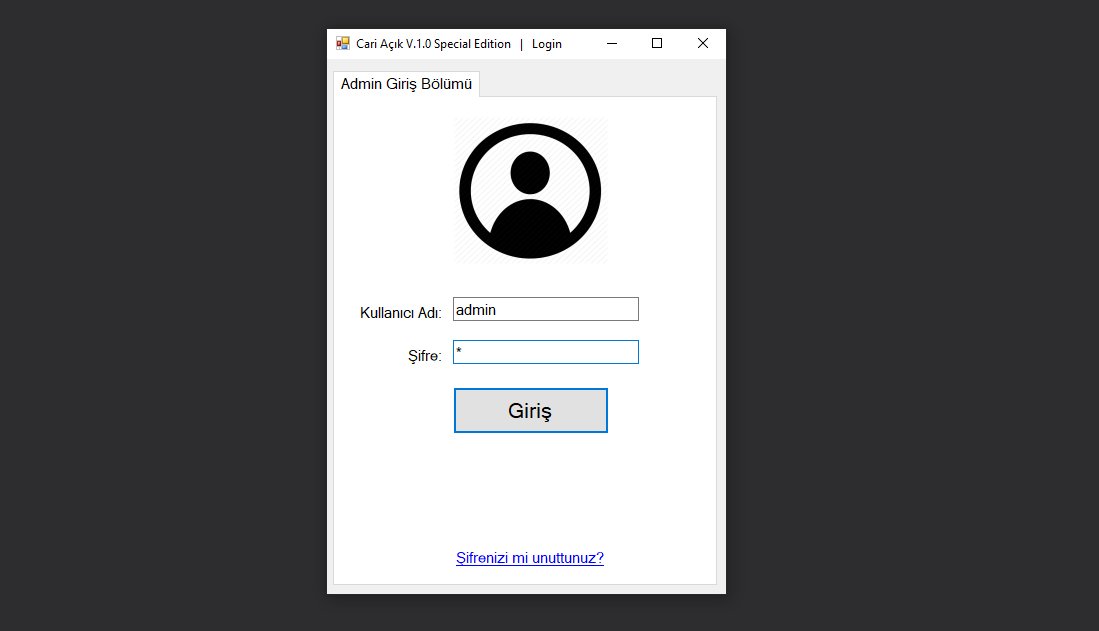 Cari Açık V.1.0 Special Edition | Login
Admin Giriş Bölümü
Kullanıcı Adı: admin
Şifre: *
Giriş
Şifrenizi mi unuttunuz?